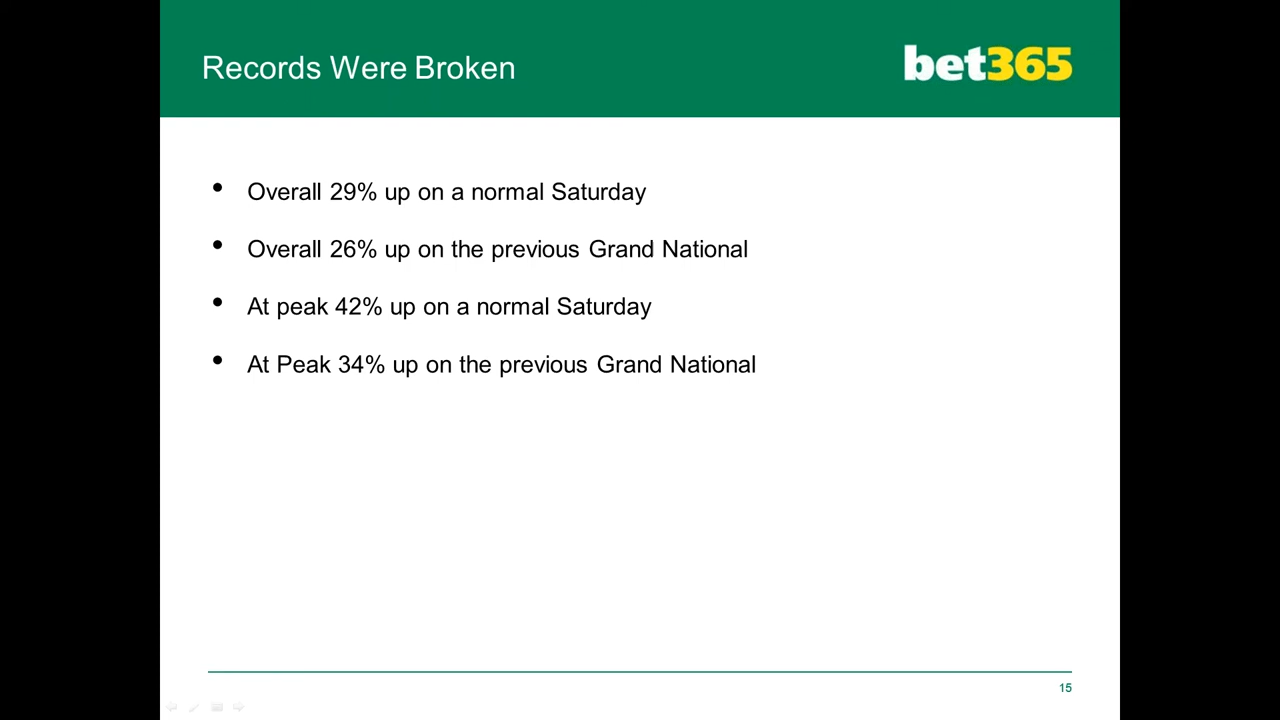 Records Were Broken
bet365
• Overall 29% up on a normal Saturday
• Overall 26% up on the previous Grand National
• At peak 42% up on a normal Saturday
• At Peak 34% up on the previous Grand National
15